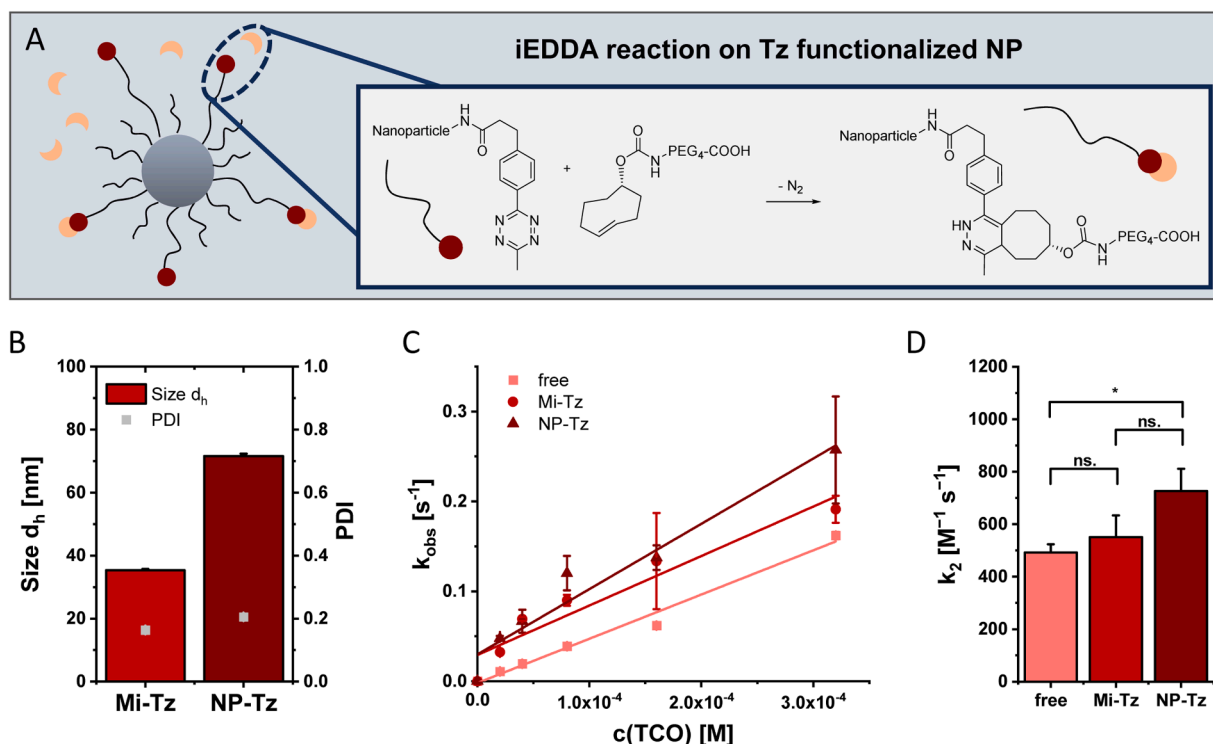 A
iEDDA reaction on Tz functionalized NP
Nanoparticle
H
N
O
N N
N N
+
O
O
N
H
PEG₄-COOH
- N₂
Nanoparticle
H
N
O
HN
N
O
O
N
H
PEG₄-COOH
B
Size dₕ [nm]
100
80
60
40
20
0
Size dₕ
PDI
1.0
0.8
0.6
0.4
0.2
0.0
PDI
Mi-Tz NP-Tz
C
k_obs [s⁻¹]
free
Mi-Tz
NP-Tz
0.3
0.2
0.1
0.0
0.0 1.0x10⁻⁴ 2.0x10⁻⁴ 3.0x10⁻⁴
c(TCO) [M]
D
k₂ [M⁻¹ s⁻¹]
1200
1000
800
600
400
200
0
*
ns.
ns.
free Mi-Tz NP-Tz